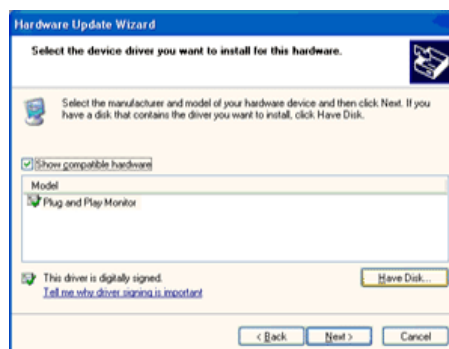 Hardware Update Wizard
Select the device driver you want to install for this hardware.
Select the manufacturer and model of your hardware device and then click Next. If you
have a disk that contains the driver you want to install, click Have Disk.
Show compatible hardware
Model
Plug and Play Monitor
This driver is digitally signed.
Have Disk...
Tell me why driver signing is important
< Back
Next >
Cancel